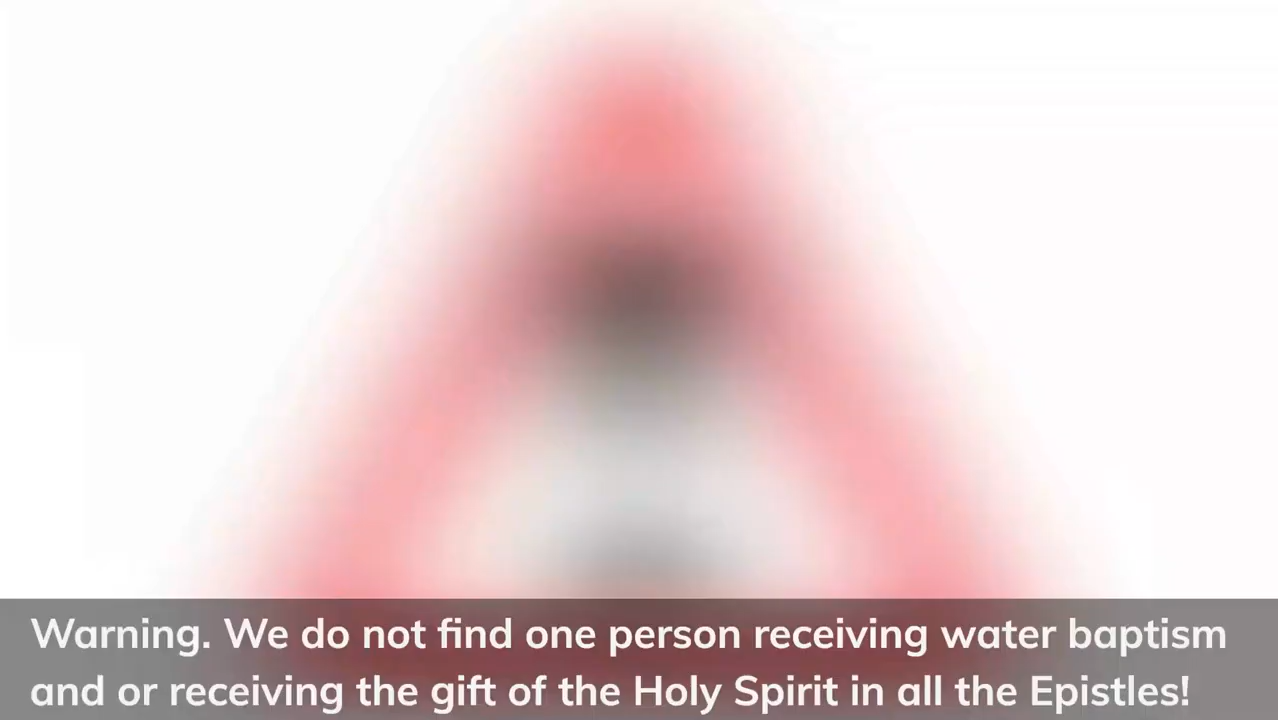 Warning. We do not find one person receiving water baptism
and or receiving the gift of the Holy Spirit in all the Epistles!